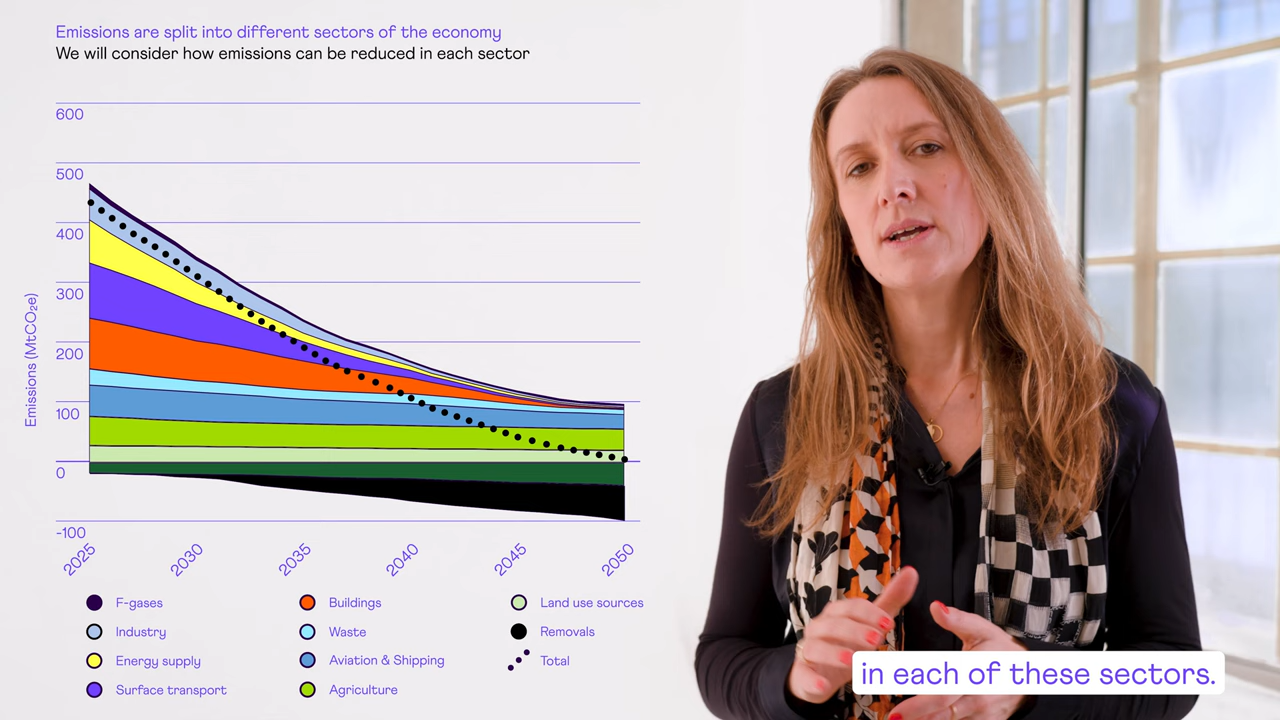 Emissions are split into different sectors of the economy
We will consider how emissions can be reduced in each sector
600
500
400
300
200
100
0
-100
Emissions (MtCO₂e)
2025
2030
2035
2040
2045
2050
F-gases
Industry
Energy supply
Surface transport
Buildings
Waste
Aviation & Shipping
Agriculture
Land use sources
Removals
Total
in each of these sectors.